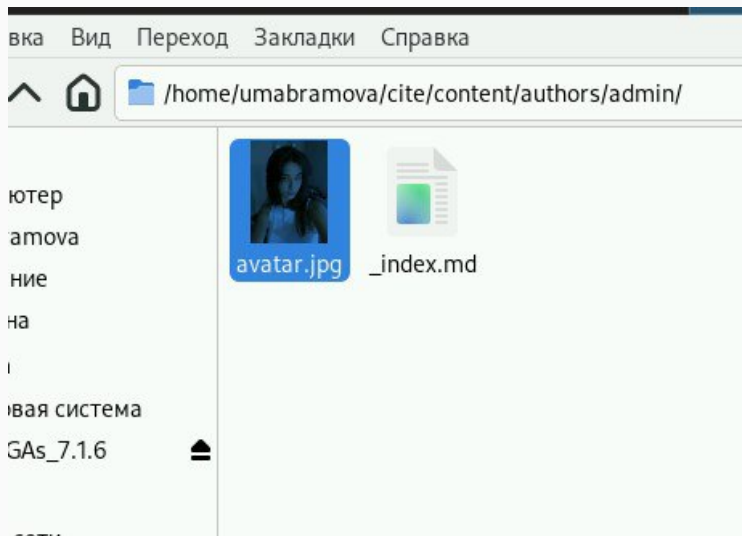 вка Вид Переход Закладки Справка
/home/umabramova/cite/content/authors/admin/
ютер
amova
ние
на
вая система
GAs_7.1.6
avatar.jpg
_index.md